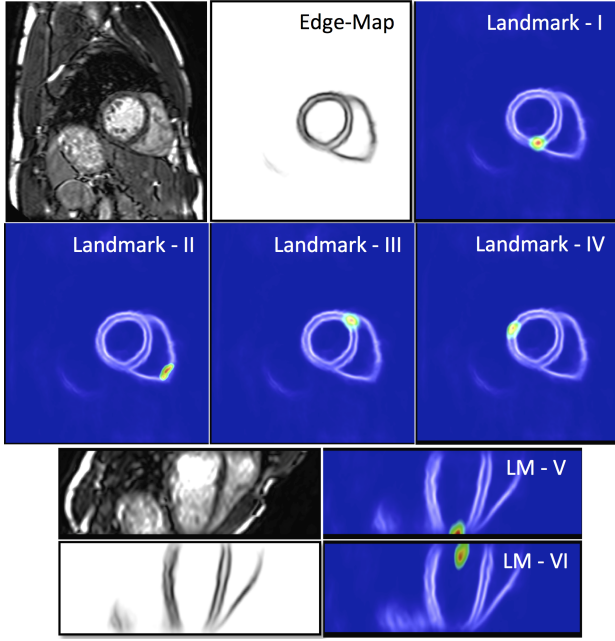 Edge-Map
Landmark - I
Landmark - II
Landmark - III
Landmark - IV
LM - V
LM - VI